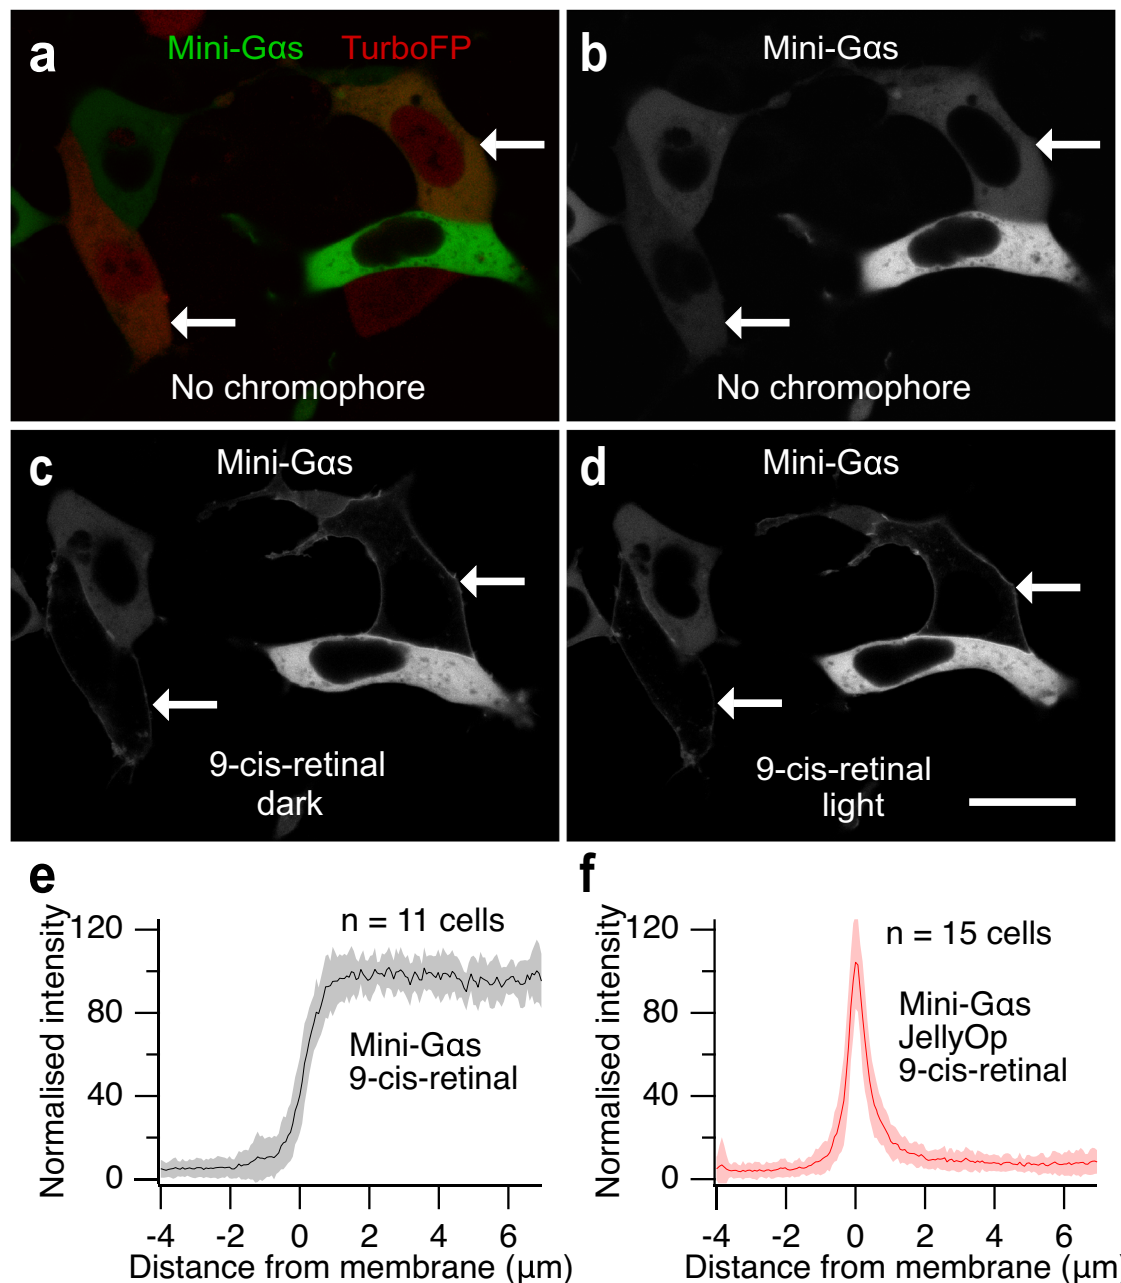 a
Mini-Gαs TurboFP
No chromophore
b
Mini-Gαs
No chromophore
c
Mini-Gαs
9-cis-retinal
dark
d
Mini-Gαs
9-cis-retinal
light
e
Normalised intensity
120
80
40
0
n = 11 cells
Mini-Gαs
9-cis-retinal
-4 -2 0 2 4 6
Distance from membrane (μm)
f
Normalised intensity
120
80
40
0
n = 15 cells
Mini-Gαs
JellyOp
9-cis-retinal
-4 -2 0 2 4 6
Distance from membrane (μm